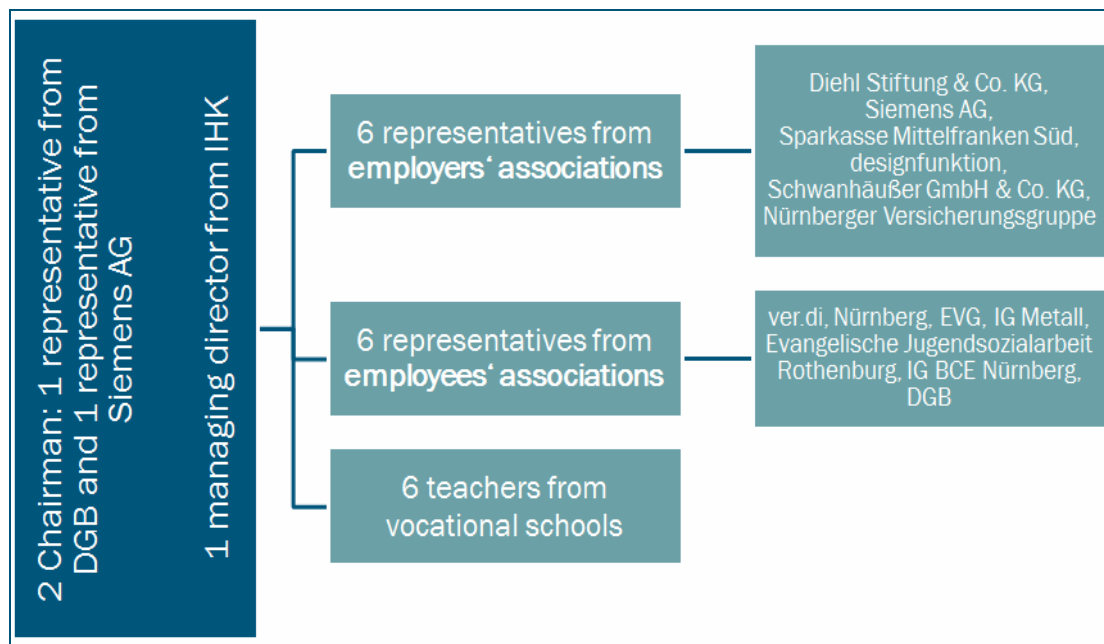 2 Chairman: 1 representative from
DGB and 1 representative from
Siemens AG
1 managing director from IHK
6 representatives from
employers‘ associations
Diehl Stiftung & Co. KG,
Siemens AG,
Sparkasse Mittelfranken Süd,
designfunktion,
Schwanhäußer GmbH & Co. KG,
Nürnberger Versicherungsgruppe
6 representatives from
employees‘ associations
ver.di, Nürnberg, EVG, IG Metall,
Evangelische Jugendsozialarbeit
Rothenburg, IG BCE Nürnberg,
DGB
6 teachers from
vocational schools